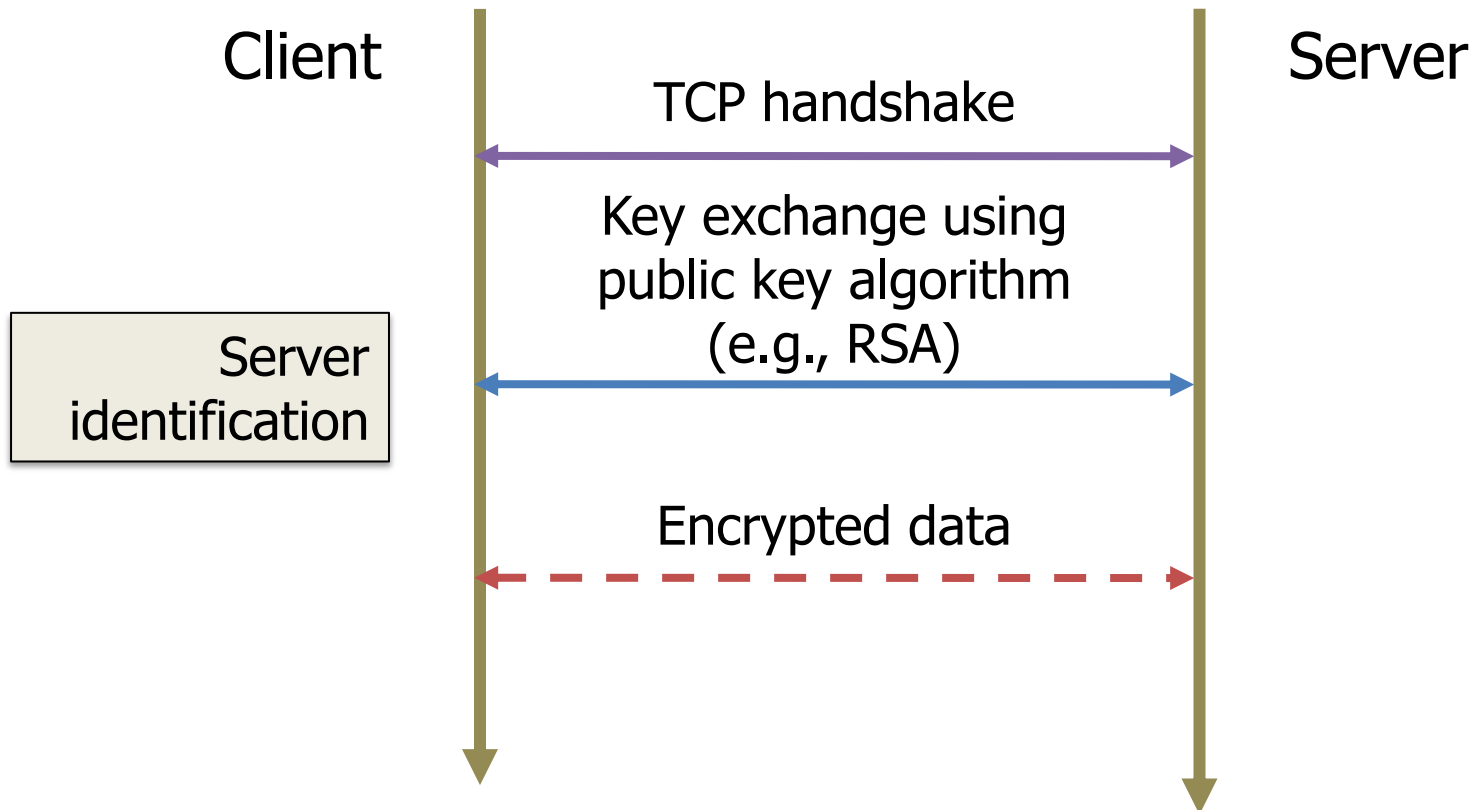 Client
Server
TCP handshake
Key exchange using
public key algorithm
(e.g., RSA)
Server
identification
Encrypted data